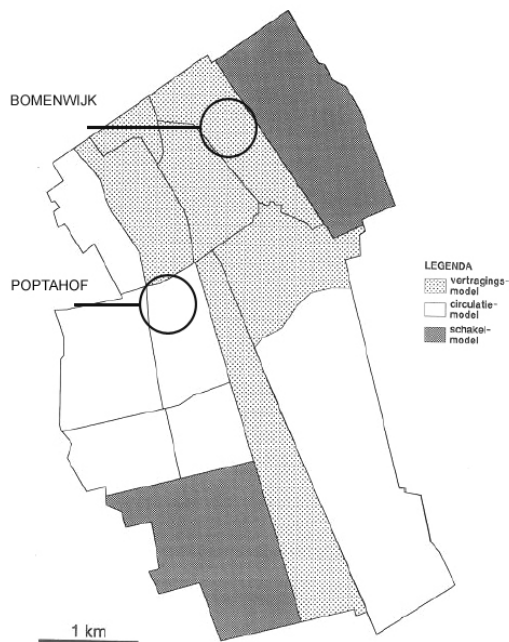 BOMENWIJK
POPTAHOF
LEGENDA
vertragings-
model
circulatie-
model
schakel-
model
1 km